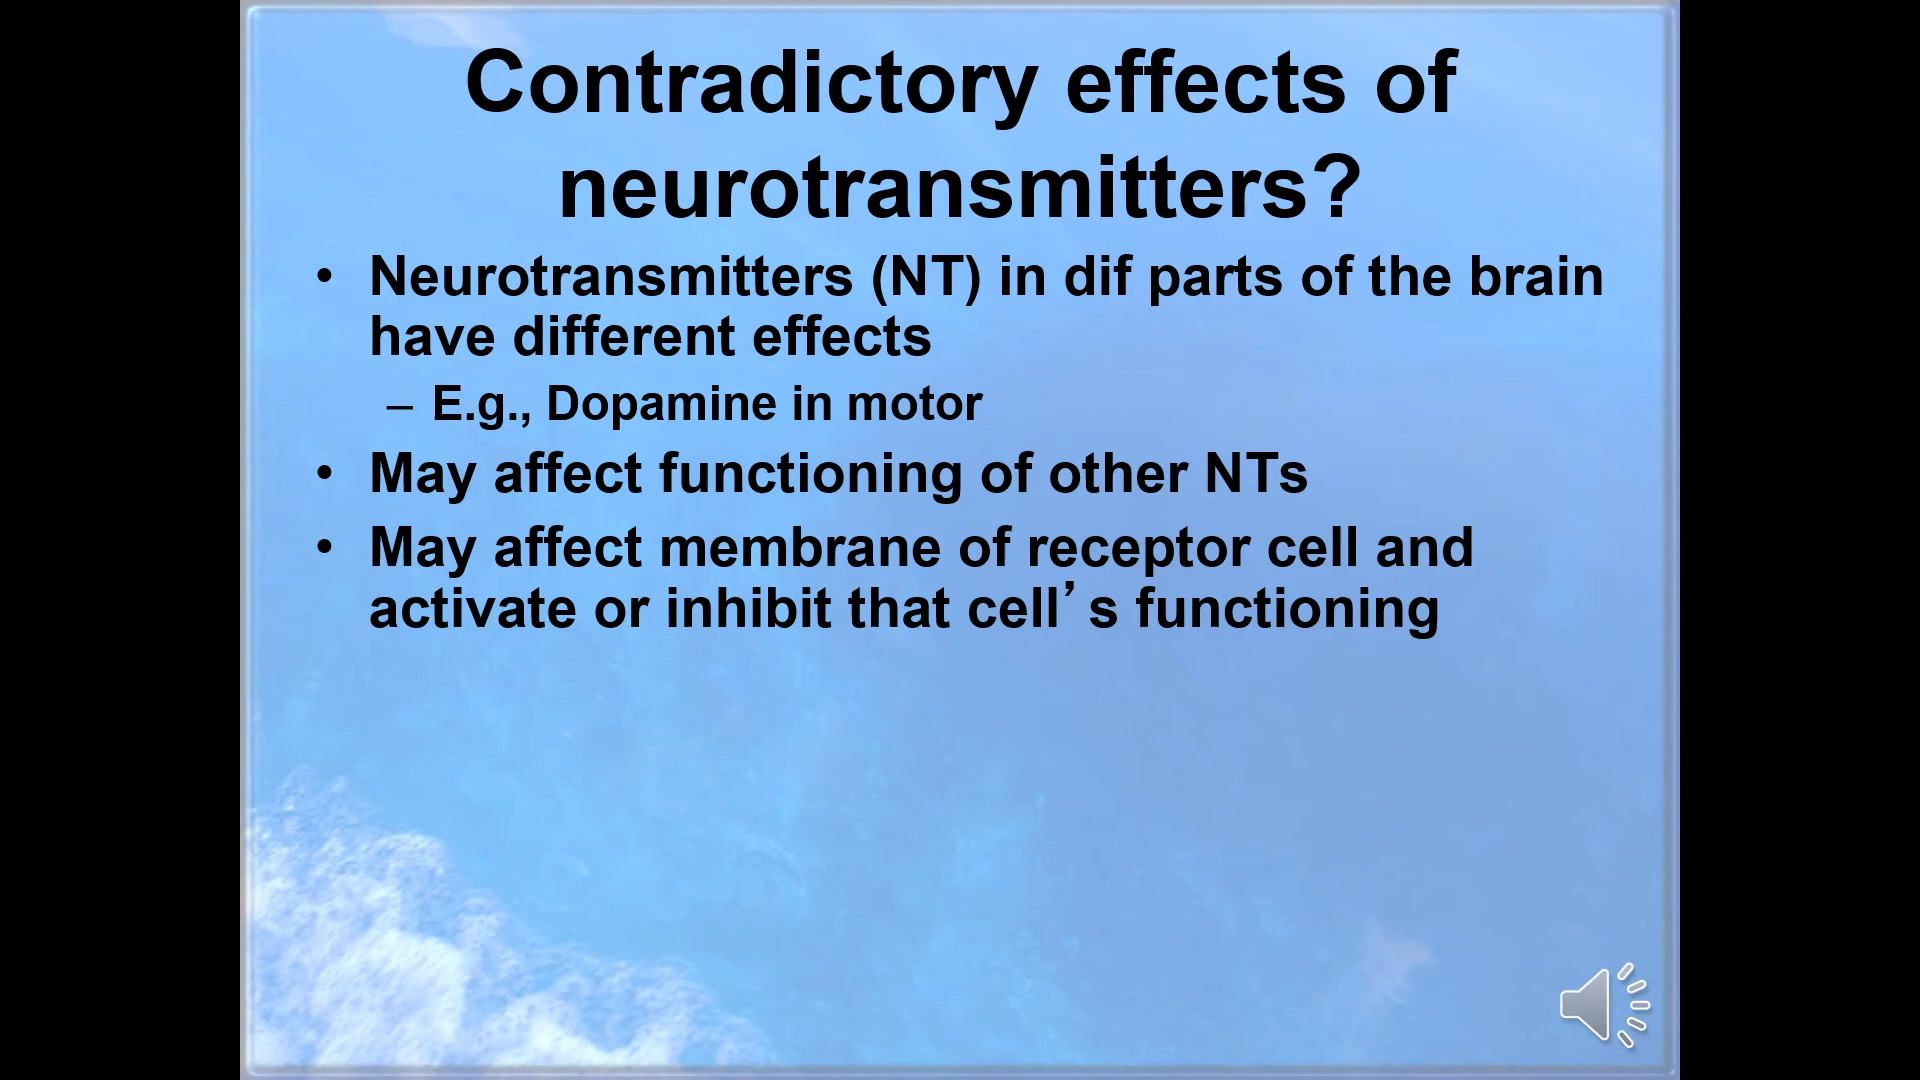 Contradictory effects of
neurotransmitters?
• Neurotransmitters (NT) in dif parts of the brain
have different effects
– E.g., Dopamine in motor
• May affect functioning of other NTs
• May affect membrane of receptor cell and
activate or inhibit that cell’s functioning